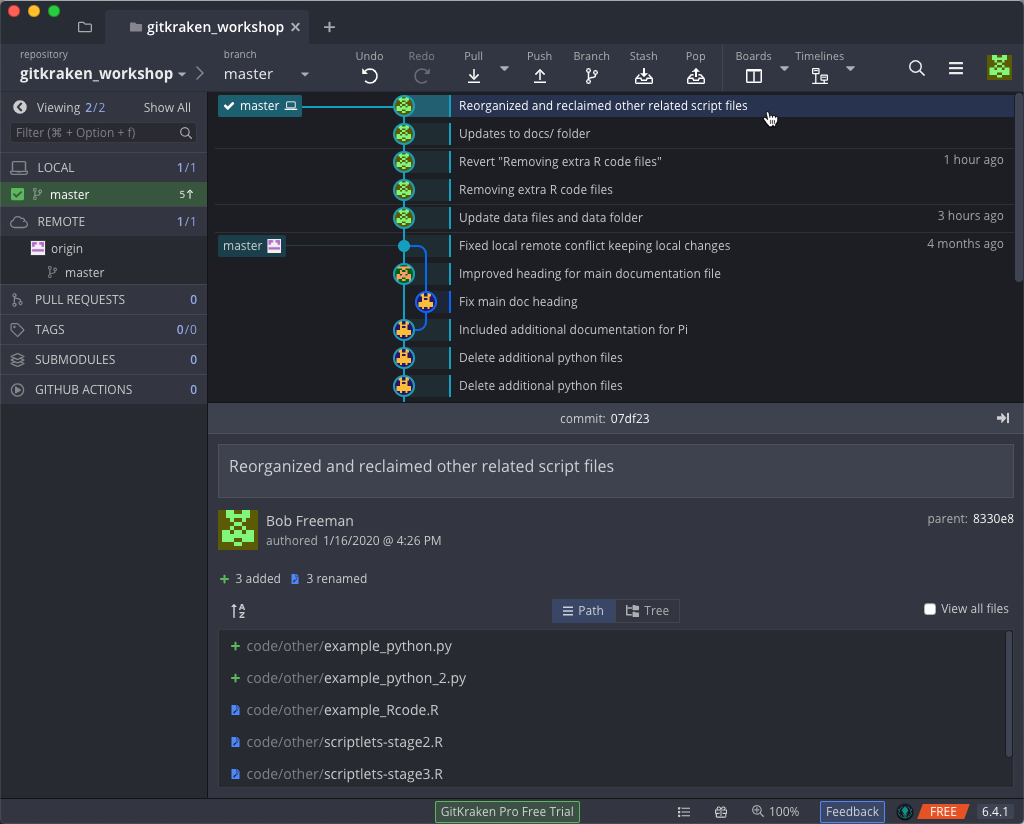 gitkraken_workshop
repository
gitkraken_workshop
branch
master
Undo
Redo
Pull
Push
Branch
Stash
Pop
Boards
Timelines
Viewing 2/2
Show All
Filter (⌘ + Option + f)
LOCAL 1/1
master 5↑
REMOTE 1/1
origin
master
PULL REQUESTS 0
TAGS 0/0
SUBMODULES 0
GITHUB ACTIONS 0
master Reorganized and reclaimed other related script files
Updates to docs/ folder
Revert "Removing extra R code files" 1 hour ago
Removing extra R code files
Update data files and data folder 3 hours ago
master Fixed local remote conflict keeping local changes 4 months ago
Improved heading for main documentation file
Fix main doc heading
Included additional documentation for Pi
Delete additional python files
Delete additional python files
commit: 07df23
Reorganized and reclaimed other related script files
Bob Freeman
authored 1/16/2020 @ 4:26 PM
parent: 8330e8
+ 3 added 3 renamed
A
Z
Path
Tree
View all files
+ code/other/example_python.py
+ code/other/example_python_2.py
code/other/example_Rcode.R
code/other/scriptlets-stage2.R
code/other/scriptlets-stage3.R
GitKraken Pro Free Trial
100%
Feedback
FREE
6.4.1